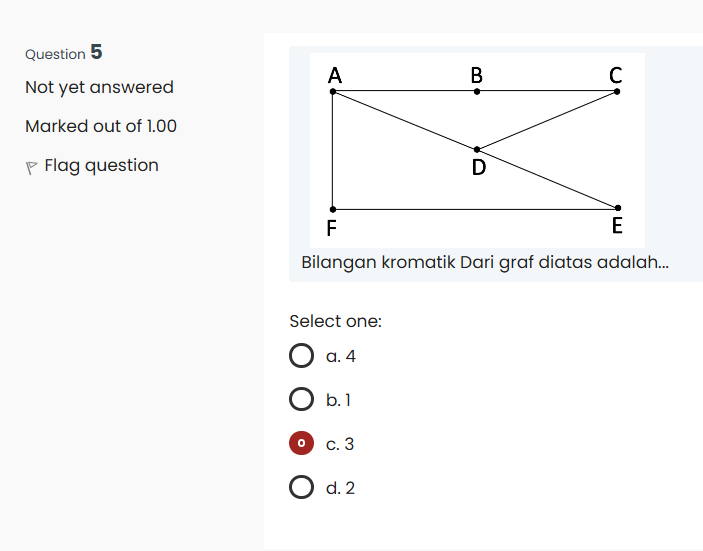 Question 5
Not yet answered
Marked out of 1.00
Flag question
A B C
D
F E
Bilangan kromatik Dari graf diatas adalah...
Select one:
a. 4
b. 1
c. 3
d. 2